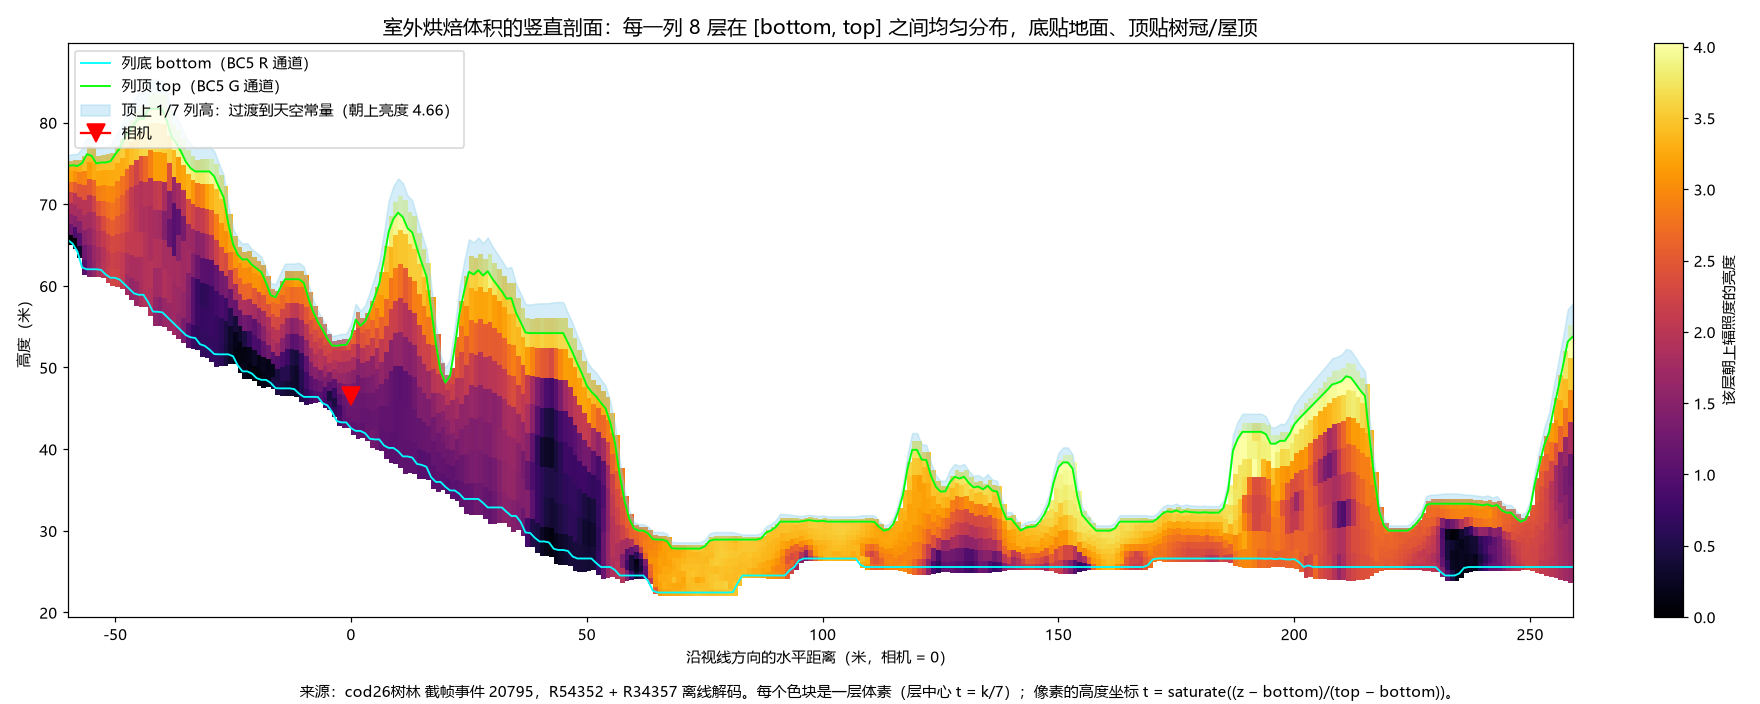 室外烘焙体积的竖直剖面：每一列 8 层在 [bottom, top] 之间均匀分布，底贴地面、顶贴树冠/屋顶
列底 bottom（BC5 R 通道）
列顶 top（BC5 G 通道）
顶上 1/7 列高：过渡到天空常量（朝上亮度 4.66）
相机
高度（米）
80
70
60
50
40
30
20
-50
0
50
100
150
200
250
沿视线方向的水平距离（米，相机 = 0）
4.0
3.5
3.0
2.5
2.0
1.5
1.0
0.5
0.0
该层朝上辐照度的亮度
来源：cod26树林 截帧事件 20795，R54352 + R34357 离线解码。每个色块是一层体素（层中心 t = k/7）；像素的高度坐标 t = saturate((z − bottom)/(top − bottom))。